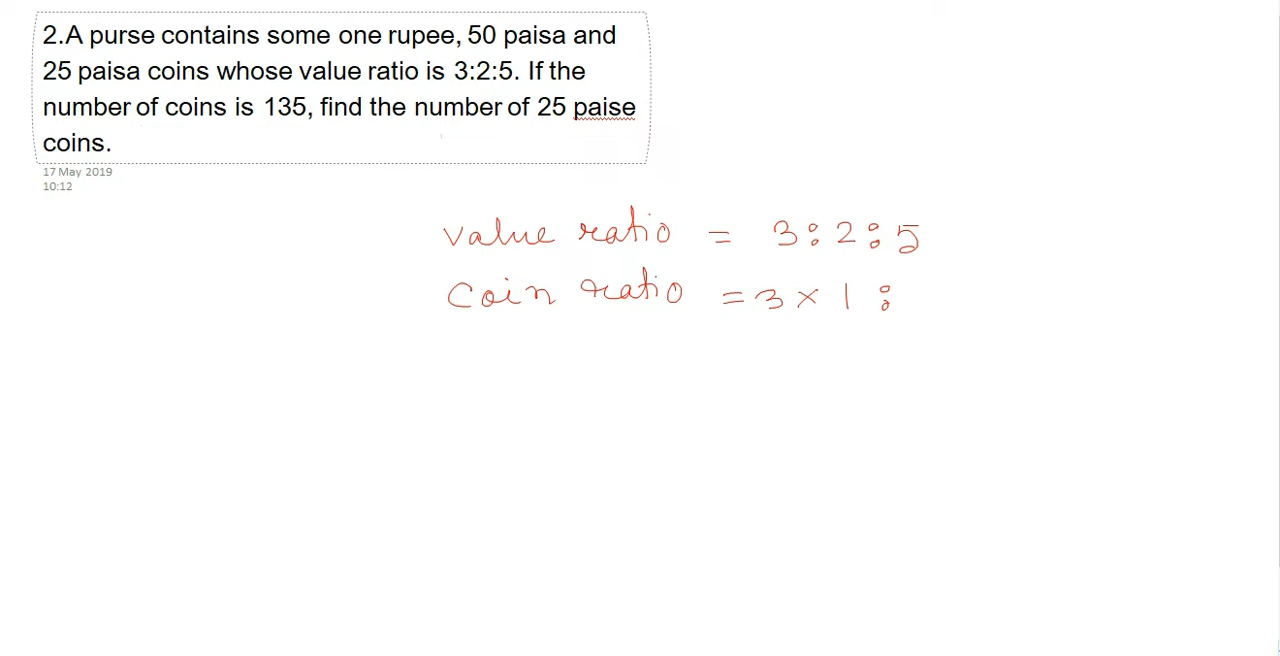 2.A purse contains some one rupee, 50 paisa and
25 paisa coins whose value ratio is 3:2:5. If the
number of coins is 135, find the number of 25 paise
coins.
17 May 2019
10:12
value ratio = 3:2:5
Coin ratio = 3 × 1 :